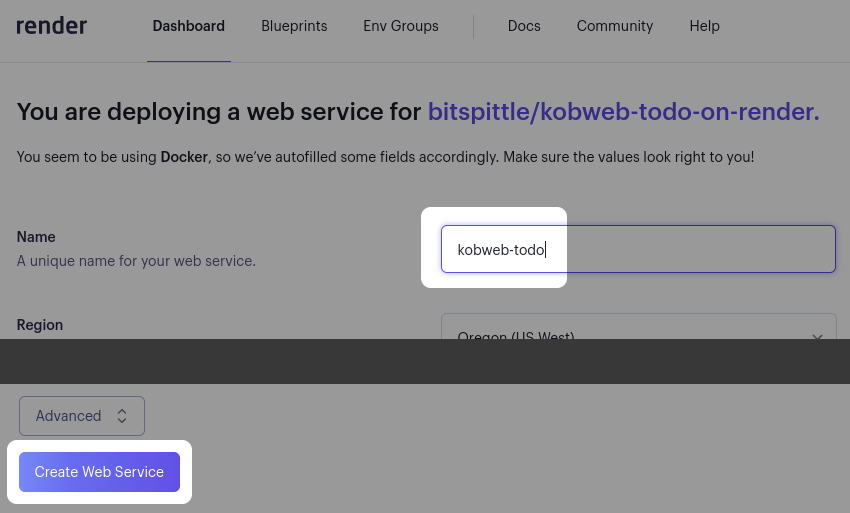 render Dashboard Blueprints Env Groups Docs Community Help
You are deploying a web service for bitspittle/kobweb-todo-on-render.
You seem to be using Docker, so we've autofilled some fields accordingly. Make sure the values look right to you!
Name
A unique name for your web service.
kobweb-todo
Region
Oregon (US West)
Advanced
Create Web Service